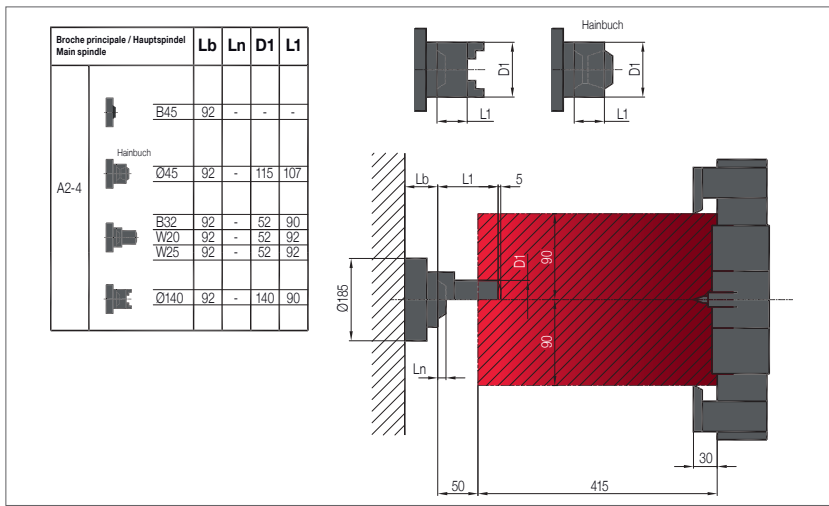 Broche principale / Hauptspindel
Main spindle
Lb Ln D1 L1
A2-4
B45 92 - - -
Hainbuch
Ø45 92 - 115 107
B32 92 - 52 90
W20 92 - 52 92
W25 92 - 52 92
Ø140 92 - 140 90
Hainbuch
D1
L1
D1
L1
Lb L1 5
D1
90
Ø185
90
Ln
30
50 415